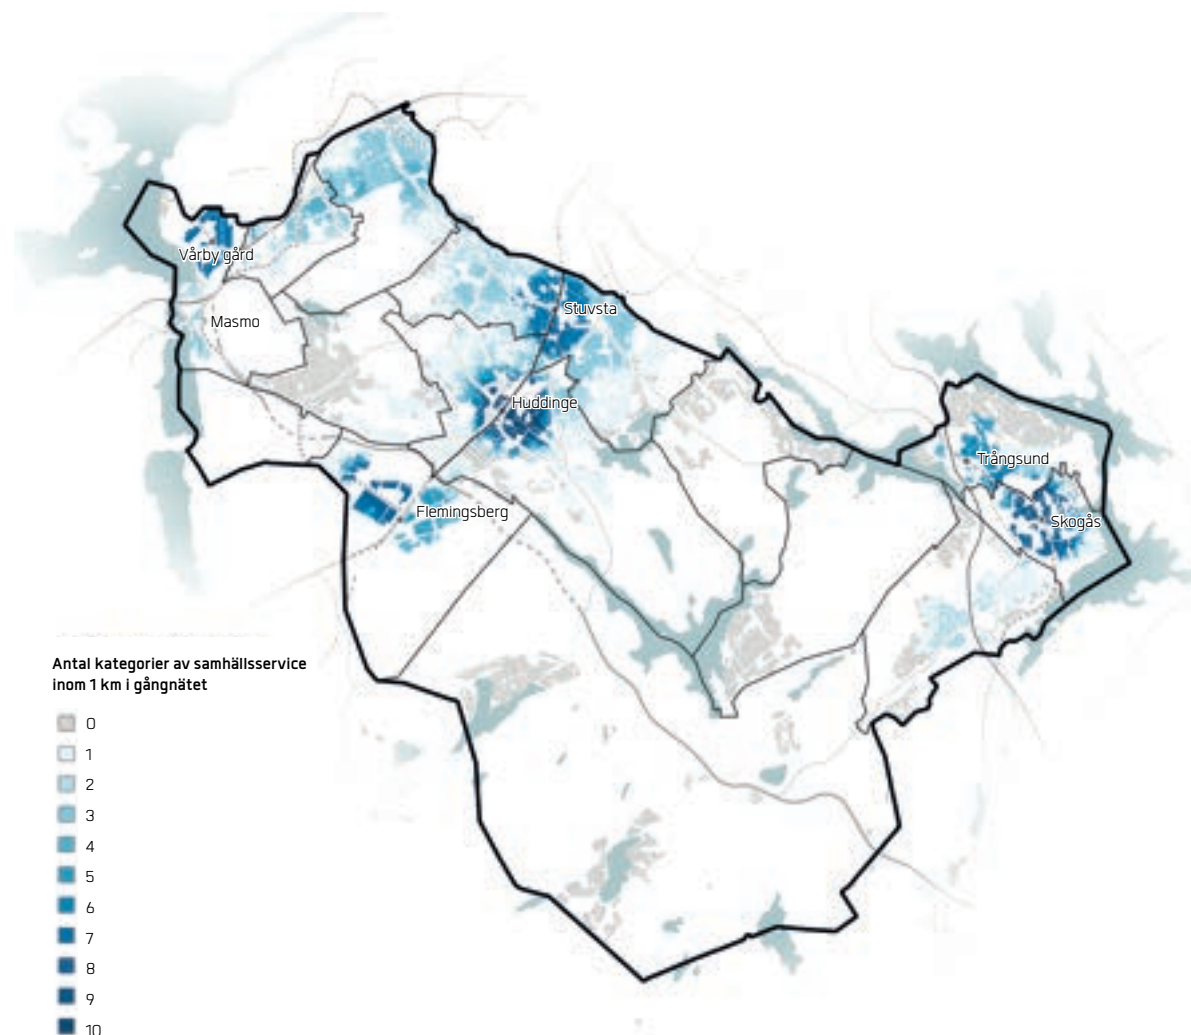 Vårby gård
Masmo
Stuvsta
Huddinge
Flemingsberg
Trångsund
Skogås
Antal kategorier av samhällsservice
inom 1 km i gångnätet
0
1
2
3
4
5
6
7
8
9
10